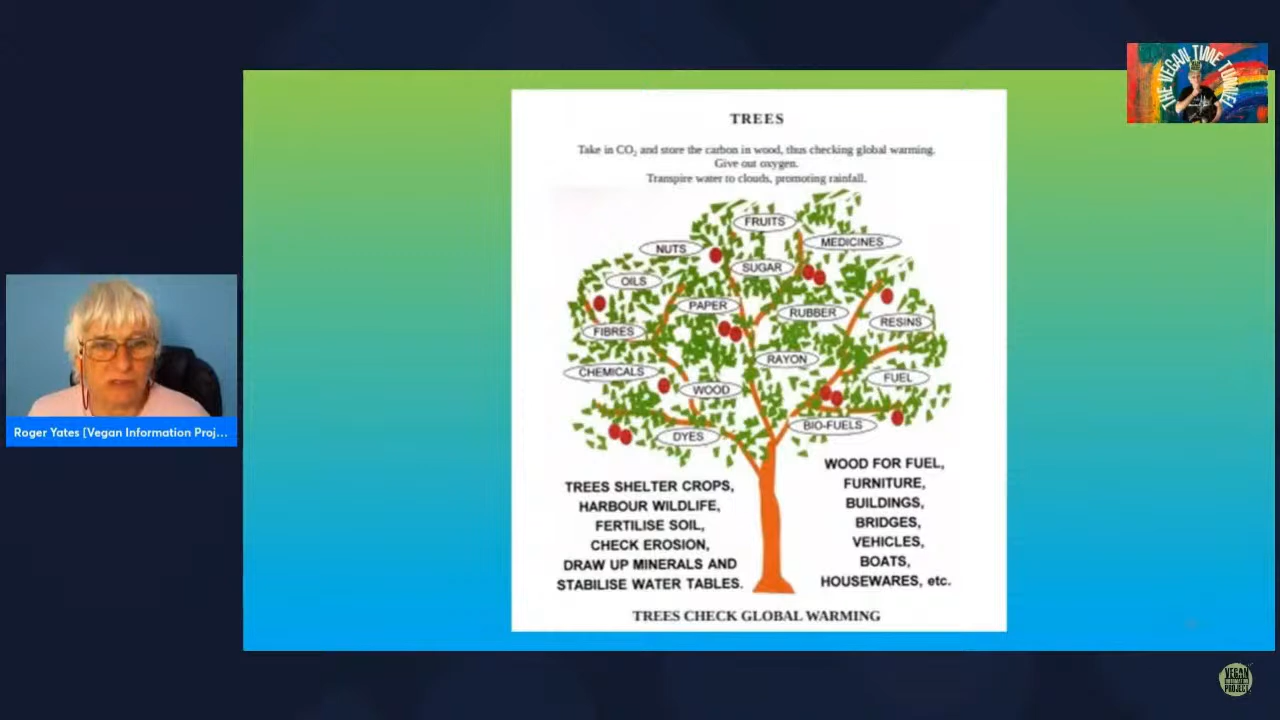 THE VEGAN TIME TUNNEL
TREES
Take in CO₂ and store the carbon in wood, thus checking global warming.
Give out oxygen.
Transpire water to clouds, promoting rainfall.
FRUITS
NUTS
MEDICINES
SUGAR
OILS
PAPER
RUBBER
FIBRES
RESINS
RAYON
CHEMICALS
WOOD
FUEL
DYES
BIO-FUELS
TREES SHELTER CROPS,
HARBOUR WILDLIFE,
FERTILISE SOIL,
CHECK EROSION,
DRAW UP MINERALS AND
STABILISE WATER TABLES.
WOOD FOR FUEL,
FURNITURE,
BUILDINGS,
BRIDGES,
VEHICLES,
BOATS,
HOUSEWARES, etc.
TREES CHECK GLOBAL WARMING
Roger Yates [Vegan Information Proj...
VEGAN
INFORMATION
PROJECT